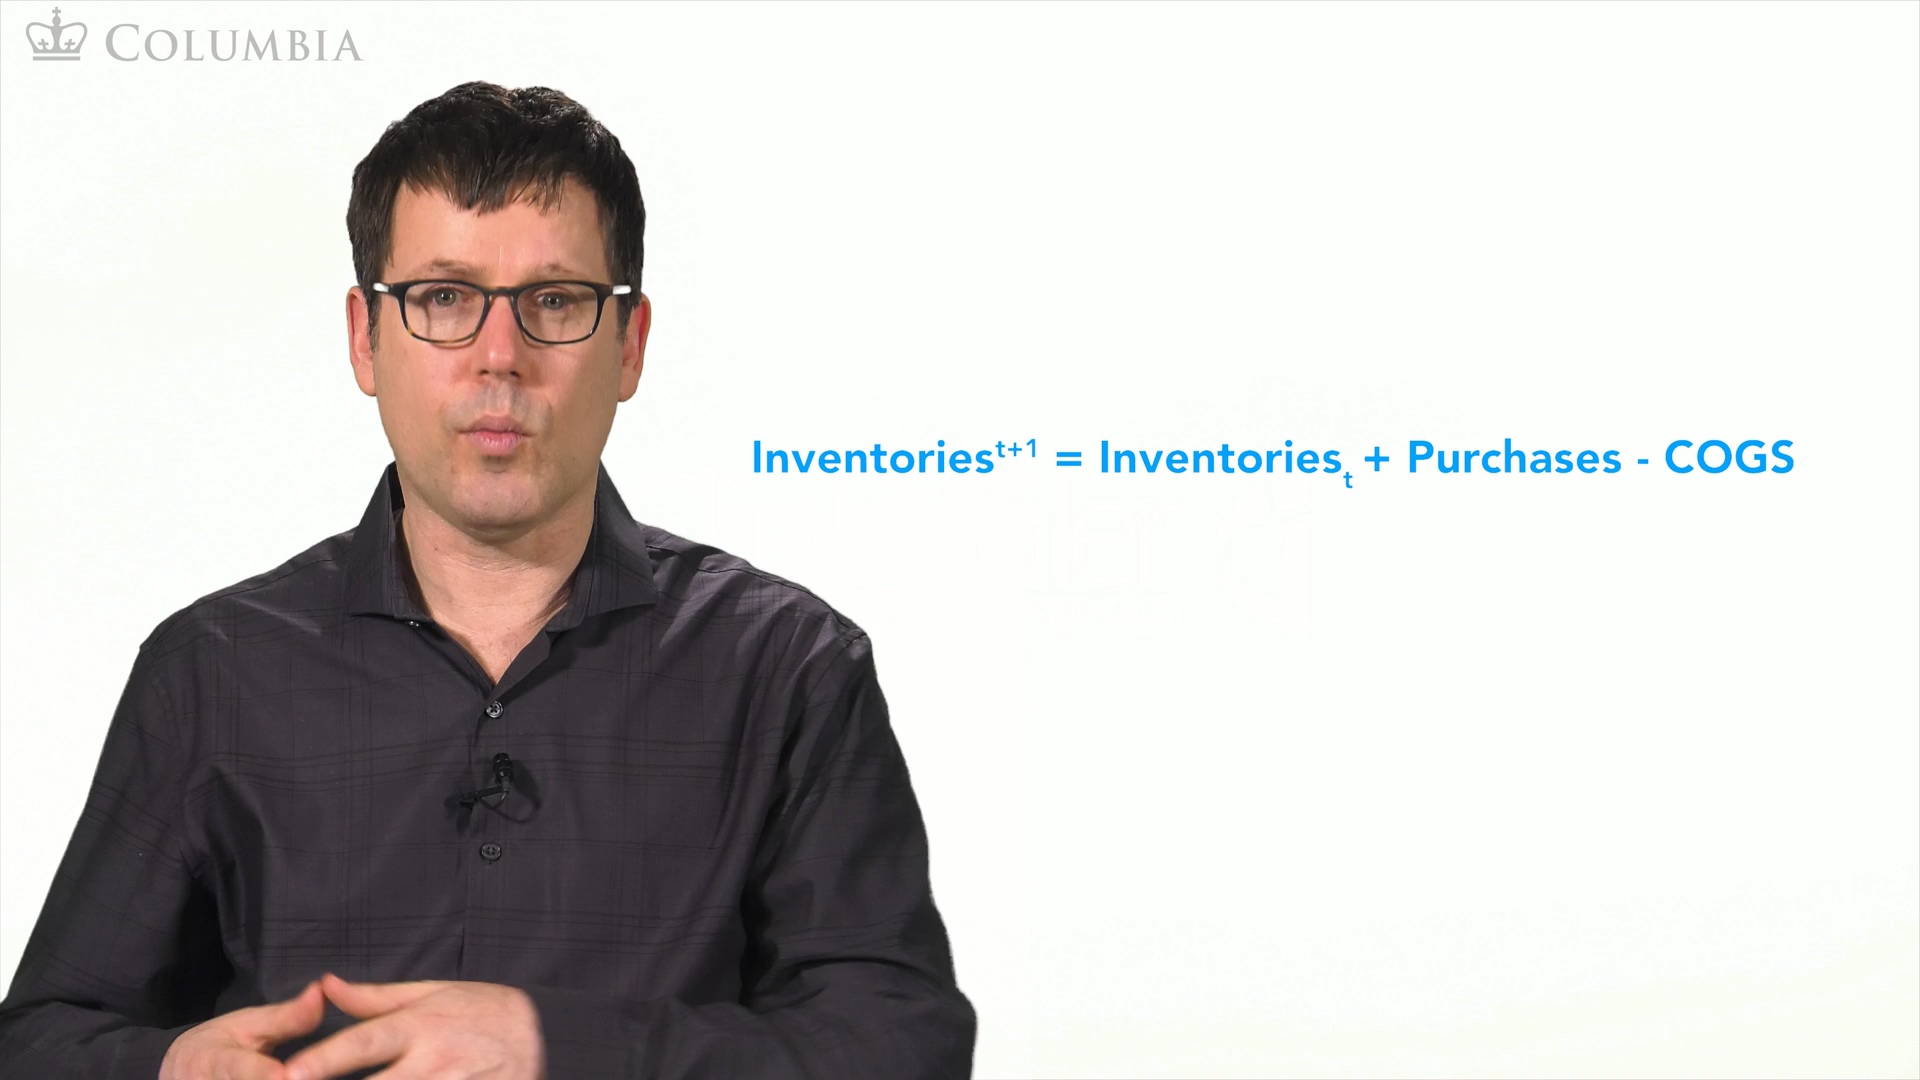 COLUMBIA
Inventories^t+1 = Inventories_t + Purchases - COGS